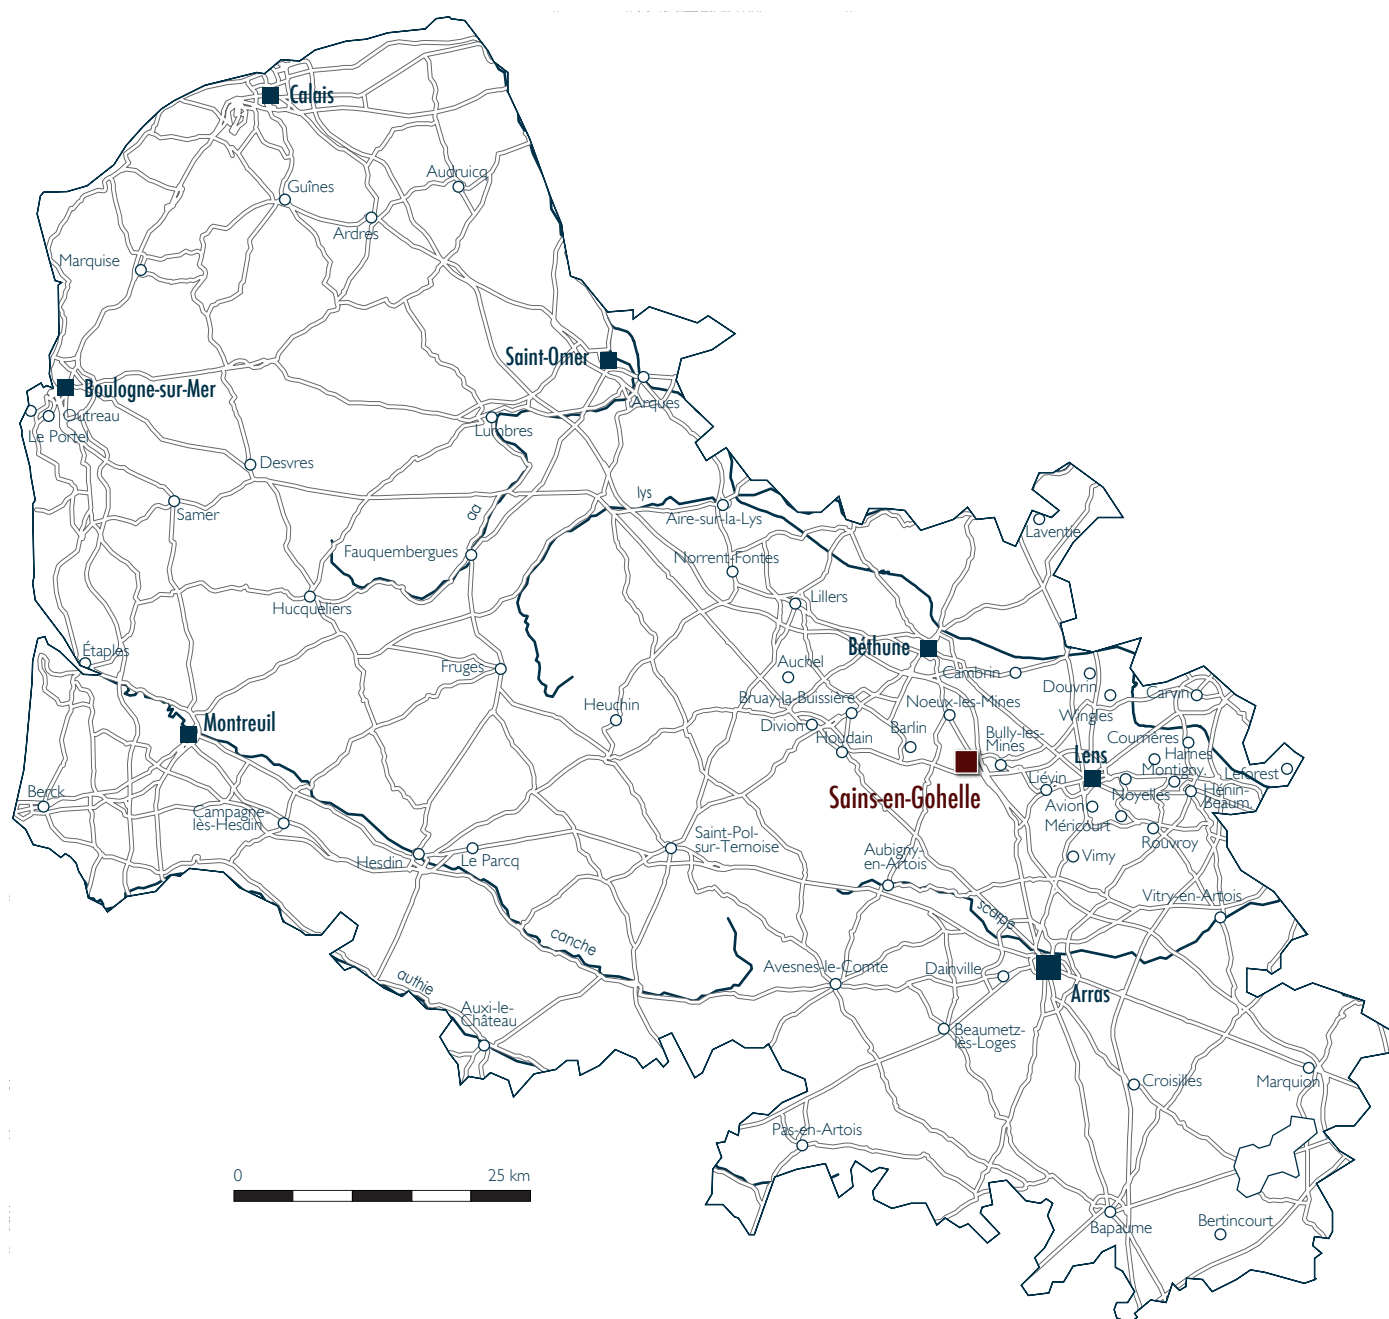 Calais
Audruicq
Guînes
Ardres
Marquise
Saint-Omer
Boulogne-sur-Mer
Arques
Outreau
Lumbres
Le Portel
Desvres
lys
aa
Samer
Aire-sur-la-Lys
Laventie
Fauquembergues
Norrent-Fontes
Lillers
Hucqueliers
Béthune
Étaples
Auchel
Fruges
Cambrin
Douvrin
Carvin
Bruay-la-Buissière
Noeux-les-Mines
Heuchin
Wingles
Montreuil
Divion
Barlin
Bully-les-
Mines
Houdain
Courrières
Lens
Harnes
Montigny.
Leforest
Liévin
Berck
Noyelles
Hénin-
Beaum.
Sains-en-Gohelle
Avion
Campagne-
lès-Hesdin
Méricourt
Saint-Pol-
sur-Ternoise
Rouvroy
Aubigny-
en-Artois
Vimy
Hesdin
Le Parcq
Vitry-en-Artois
scarpe
canche
Avesnes-le-Comte
Dainville
authie
Arras
Auxi-le-
Château
Beaumetz-
lès-Loges
Croisilles
Marquion
Pas-en-Artois
0
25 km
Bapaume
Bertincourt